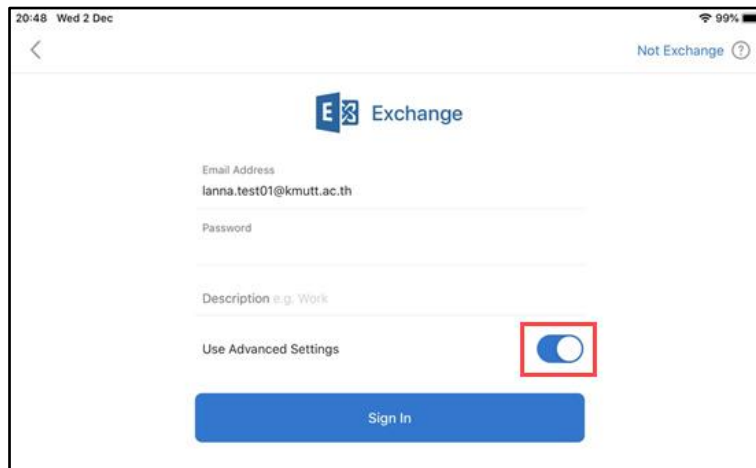 20:48 Wed 2 Dec
99%
Not Exchange ?
E Exchange
Email Address
lanna.test01@kmutt.ac.th
Password
Description e.g. Work
Use Advanced Settings
Sign In